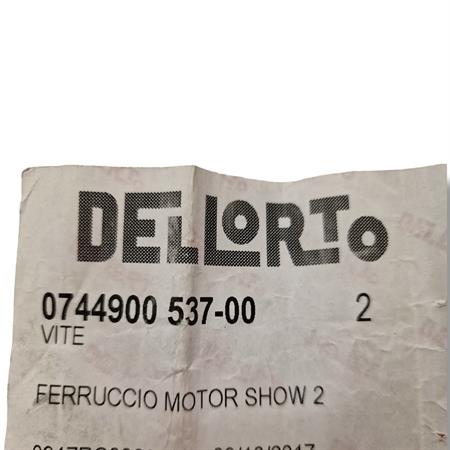 DELLORTO
0744900 537-00 2
VITE
FERRUCCIO MOTOR SHOW 2